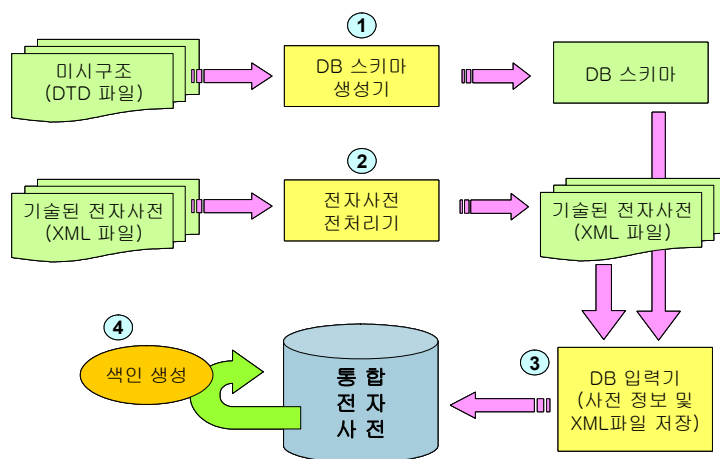 ①
미시구조
(DTD 파일)
DB 스키마
생성기
DB 스키마
②
기술된 전자사전
(XML 파일)
전자사전
전처리기
기술된 전자사전
(XML 파일)
④
색인 생성
통 합
전 자
사 전
③
DB 입력기
(사전 정보 및
XML파일 저장)